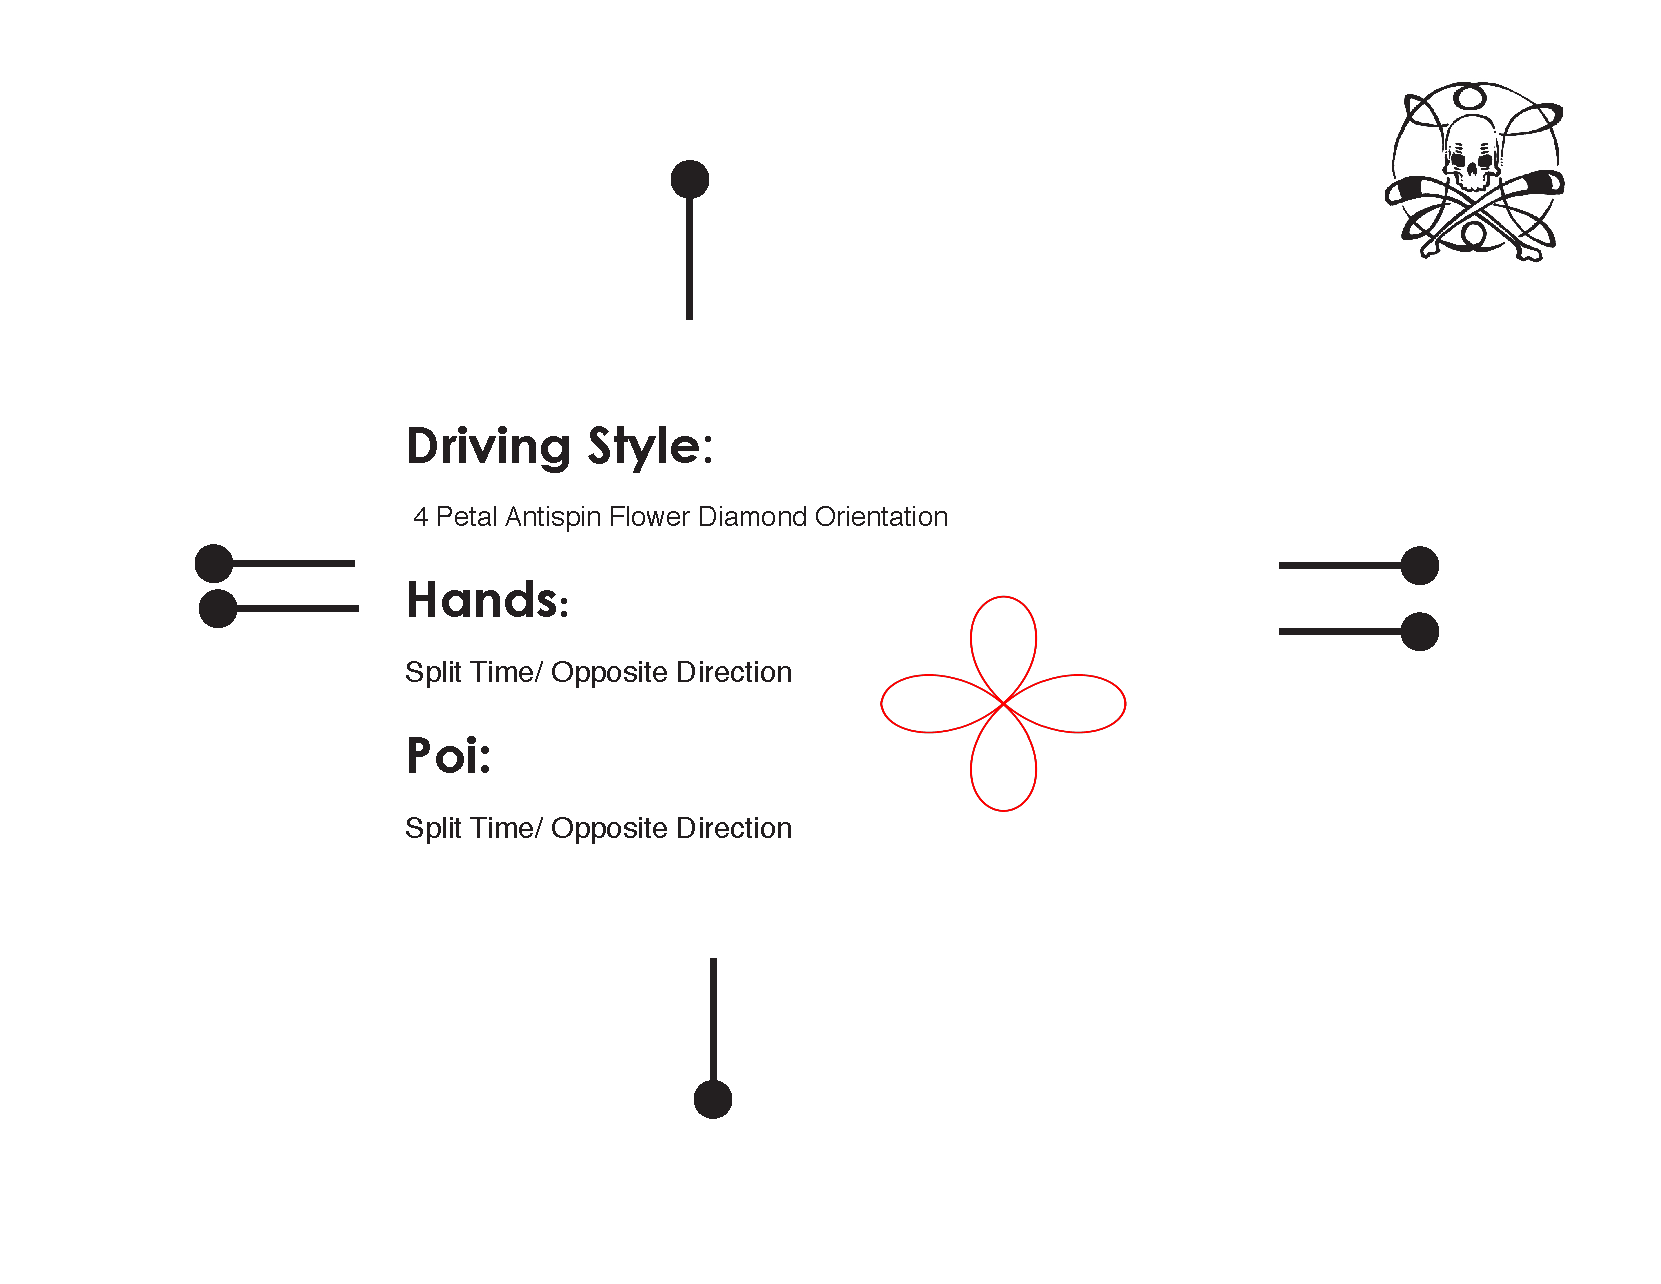 Driving Style:
4 Petal Antispin Flower Diamond Orientation
Hands:
Split Time/ Opposite Direction
Poi:
Split Time/ Opposite Direction